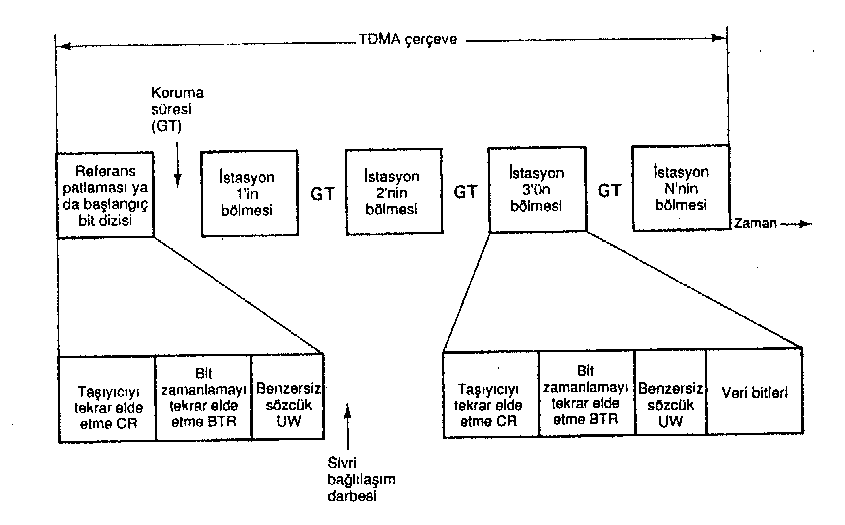 TDMA çerçeve
Koruma
süresi
(GT)
Referans
patlaması ya
da başlangıç
bit dizisi
İstasyon
1'in
bölmesi
GT
İstasyon
2'nin
bölmesi
GT
İstasyon
3'ün
bölmesi
GT
İstasyon
N'nin
bölmesi
Zaman
Taşıyıcıyı
tekrar elde
etme CR
Bit
zamanlamayı
tekrar elde
etme BTR
Benzersiz
sözcük
UW
Sivri
bağlılaşım
darbesi
Taşıyıcıyı
tekrar elde
etme CR
Bit
zamanlamayı
tekrar elde
etme BTR
Benzersiz
sözcük
UW
Veri bitleri